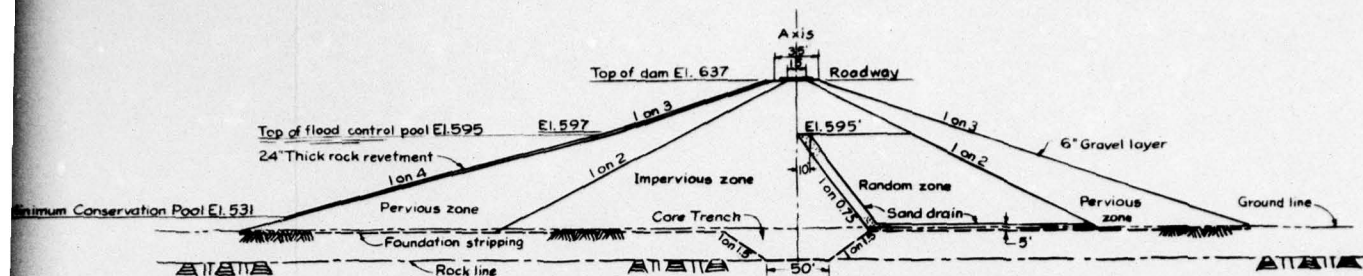 Axis
35'
15'
Top of dam El. 637
Roadway
1 on 3
1 on 3
Top of flood control pool El.595
El.597
El.595'
24" Thick rock revetment
6" Gravel layer
1 on 2
1 on 2
10'
1 on 4
Impervious zone
Random zone
1 on 0.75
Minimum Conservation Pool El. 531
Pervious zone
Core Trench
Sand drain
Pervious
zone
Ground line
Foundation stripping
1 on 1.5
1 on 1.5
5'
Rock line
50'